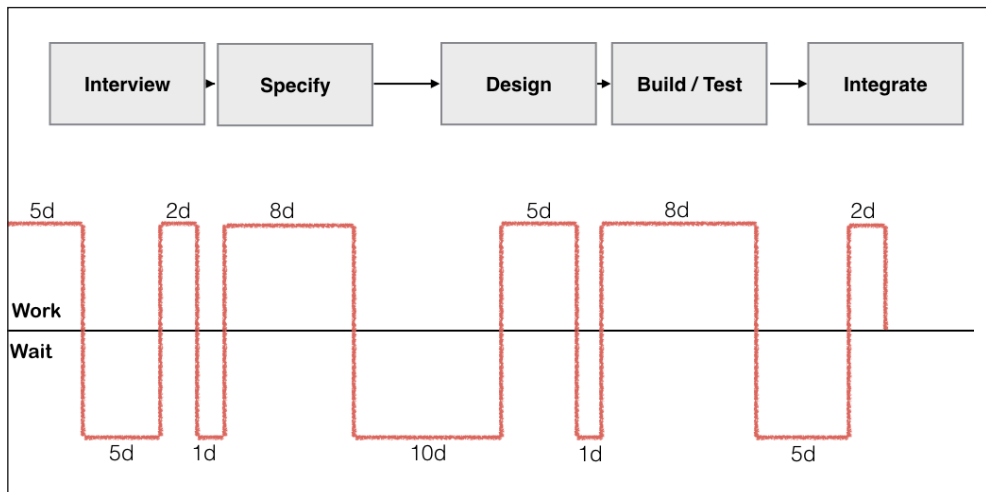 Interview
Specify
Design
Build / Test
Integrate
5d
2d
8d
5d
8d
2d
Work
Wait
5d
1d
10d
1d
5d